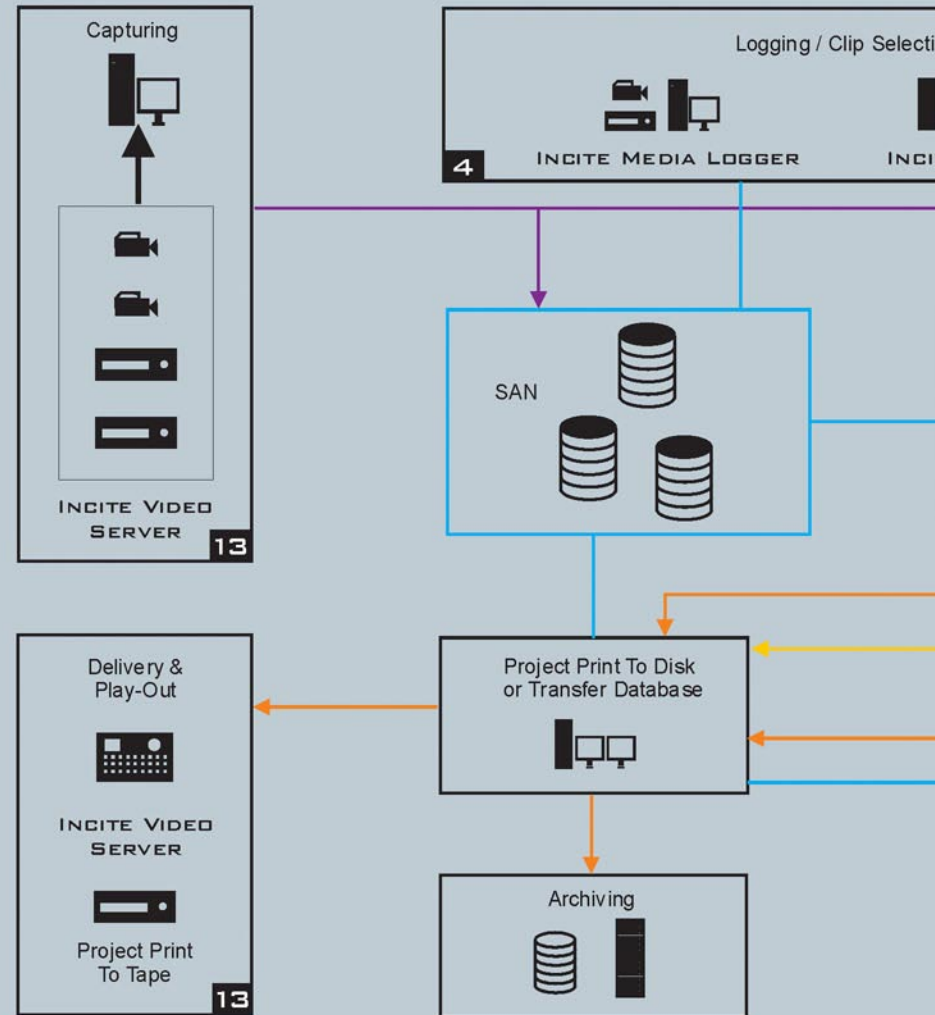 Capturing
INCITE VIDEO
SERVER
13
Logging / Clip
INCITE MEDIA LOGGER
4
SAN
Delivery &
Play-Out
INCITE VIDEO
SERVER
Project Print
To Tape
13
Project Print To Disk
or Transfer Database
Archiving